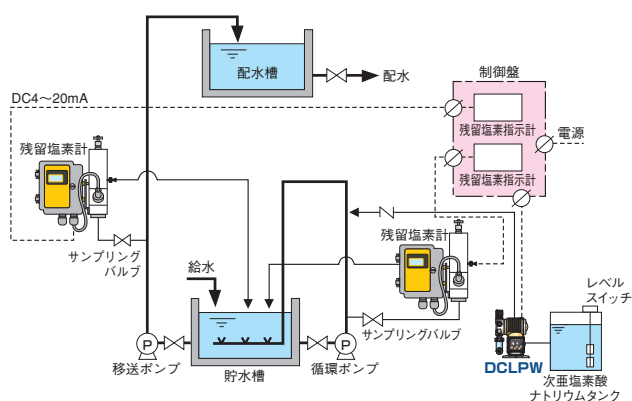 配水槽
配水
制御盤
DC4～20mA
残留塩素指示計
電源
残留塩素計
残留塩素指示計
サンプリング
バルブ
給水
残留塩素計
レベル
スイッチ
P
P
サンプリングバルブ
移送ポンプ
貯水槽
循環ポンプ
DCLPW
次亜塩素酸
ナトリウムタンク